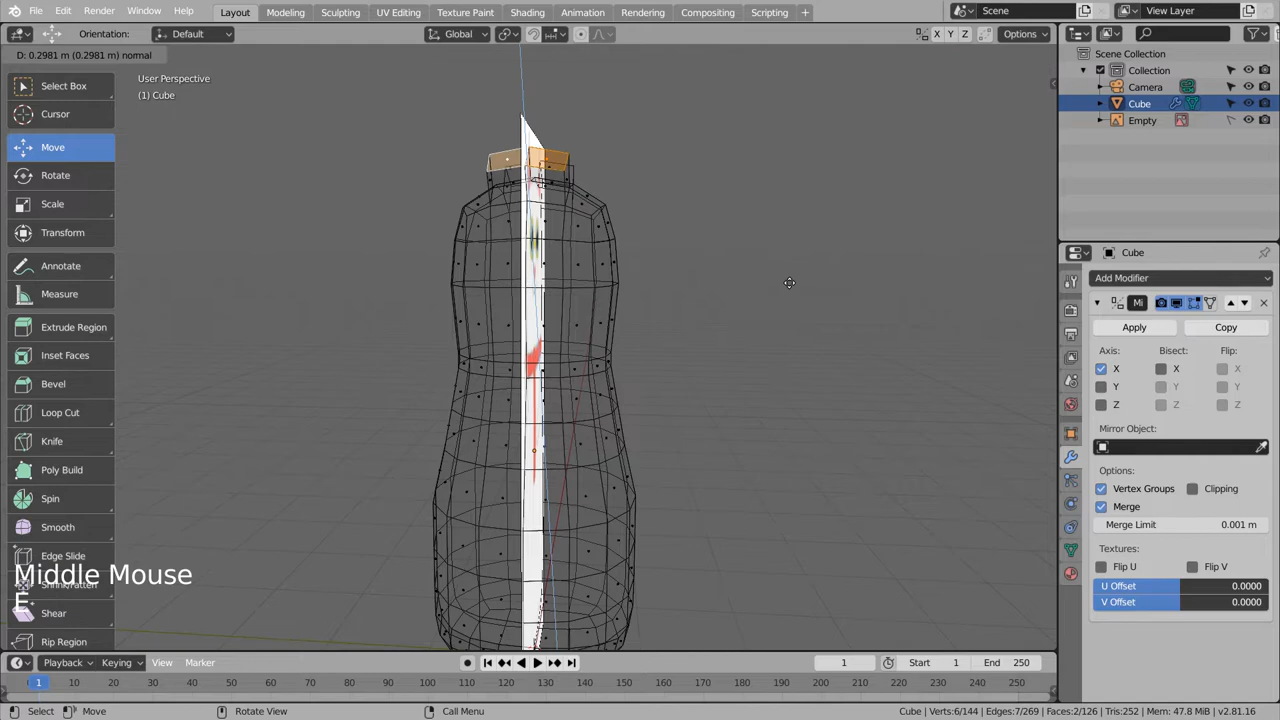 File Edit Render Window Help Layout Modeling Sculpting UV Editing Texture Paint Shading Animation Rendering Compositing Scripting + Scene View Layer
Orientation: Default Global X Y Z Options
D: 0.2981 m (0.2981 m) normal
Scene Collection
Collection
Camera
Cube
Empty
User Perspective
(1) Cube
Select Box
Cursor
Move
Rotate
Scale
Transform
Annotate
Measure
Extrude Region
Inset Faces
Bevel
Loop Cut
Knife
Poly Build
Spin
Smooth
Edge Slide
Shrink/Fatten
Shear
Rip Region
Middle Mouse
E
Cube
Add Modifier
Mi
Apply Copy
Axis: Bisect: Flip:
X X X
Y Y Y
Z Z Z
Mirror Object:
Options:
Vertex Groups Clipping
Merge
Merge Limit 0.001 m
Textures:
Flip U Flip V
U Offset 0.0000
V Offset 0.0000
Playback Keying View Marker 1 Start 1 End 250
1 10 20 30 40 50 60 70 80 90 100 110 120 130 140 150 160 170 180 190 200 210 220 230 240 250
Select Move Rotate View Call Menu Cube | Verts:6/144 | Edges:7/269 | Faces:2/126 | Tris:252 | Mem: 47.8 MiB | v2.81.16